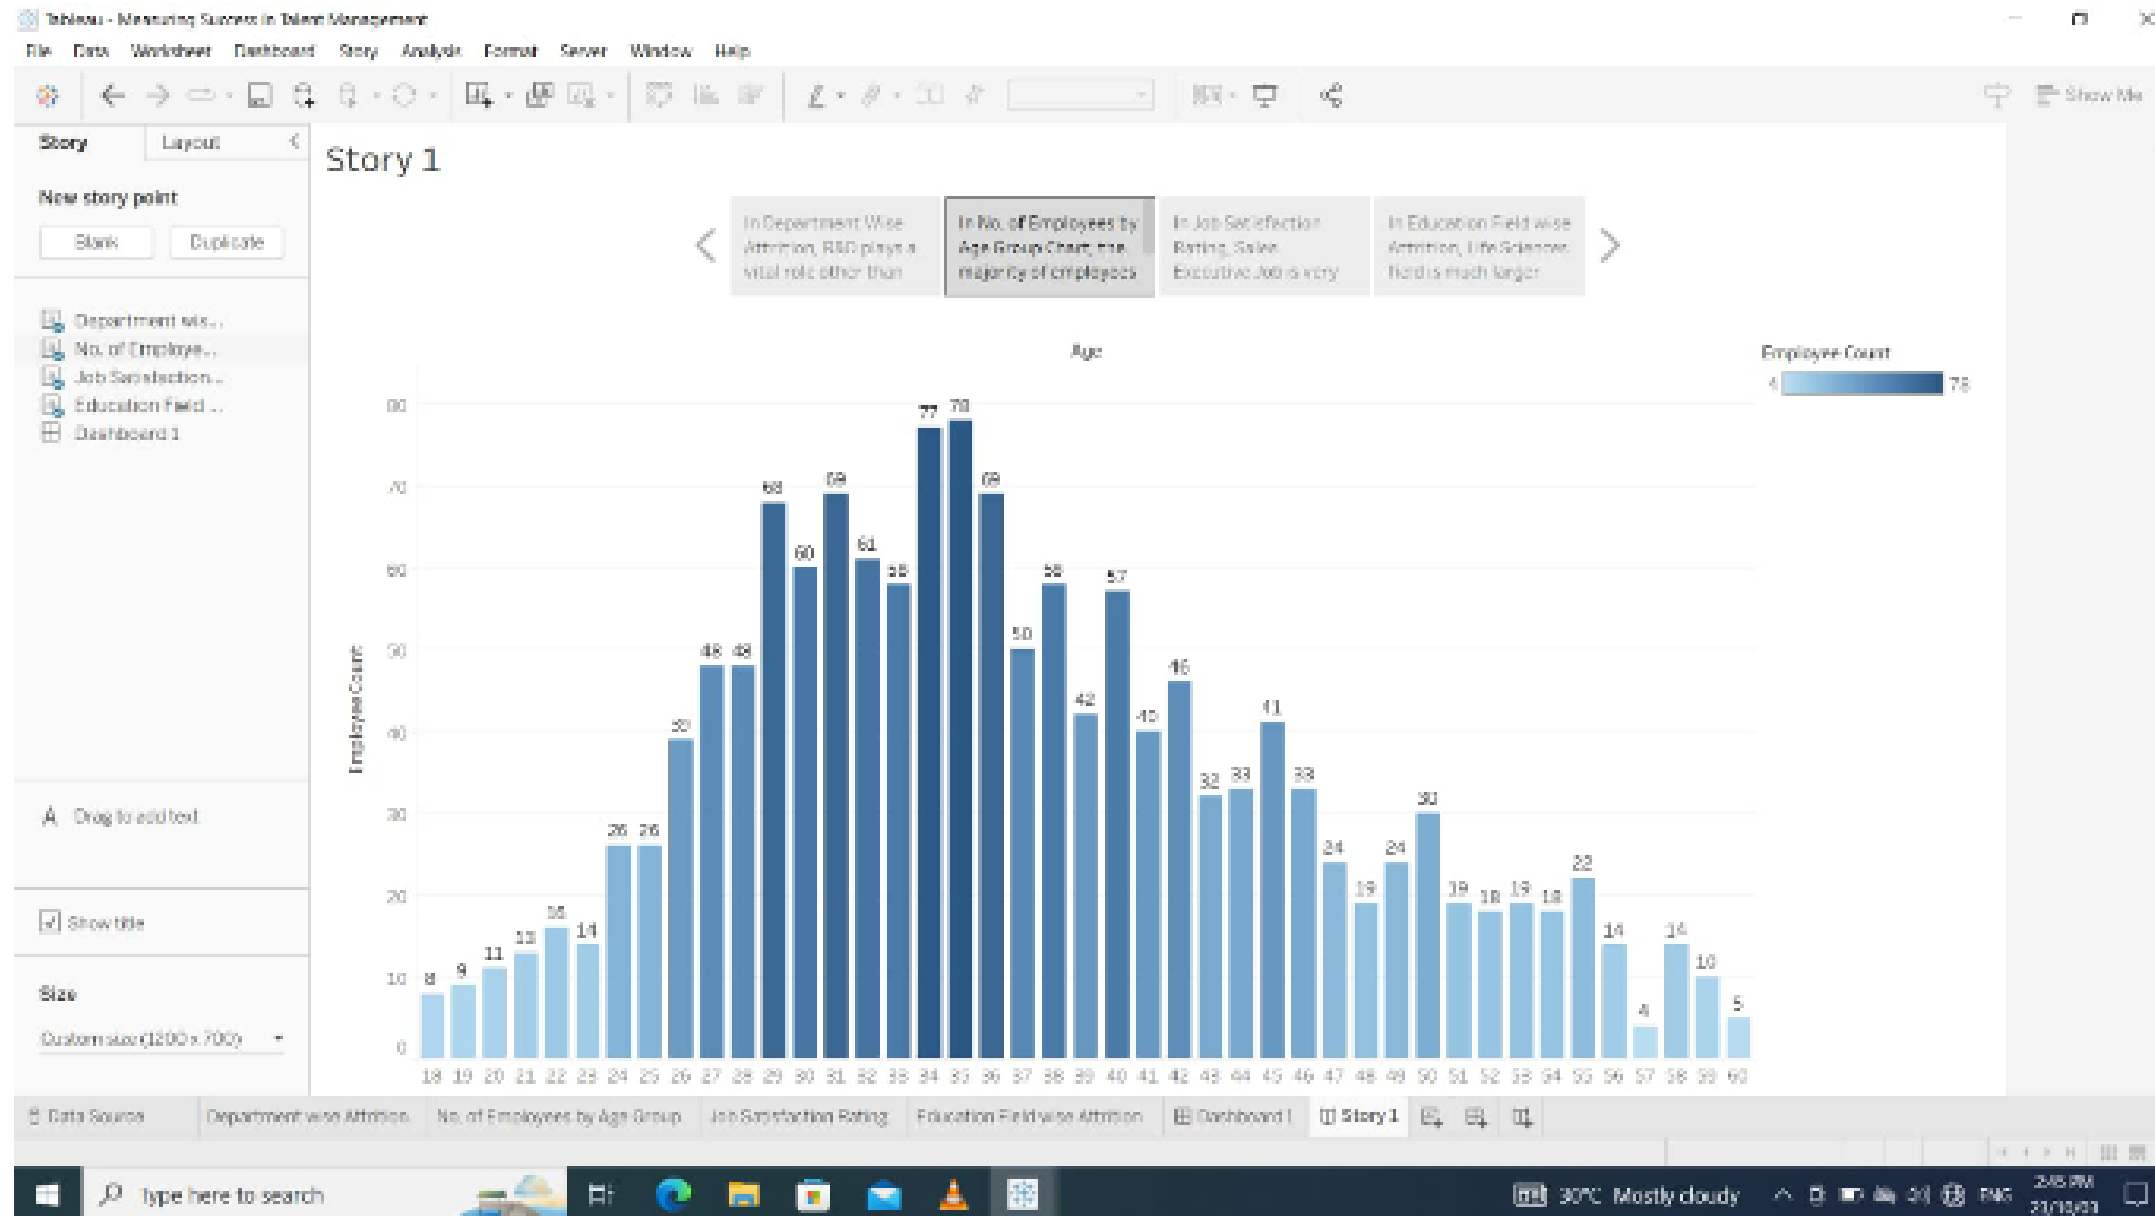 Tableau - Measuring Success in Talent Management
File Data Worksheet Dashboard Story Analysis Format Server Window Help
Show Me
Story Layout
Story 1
New story point
Blank Duplicate
In Department Wise
Attrition, R&D plays a
vital role other than
In No. of Employees by
Age Group Chart, the
majority of employees
In Job Satisfaction
Rating, Sales
Executive Job is very
In Education Field wise
Attrition, Life Sciences
field is much larger
Department wis...
No. of Employe...
Job Satisfaction...
Education Field ...
Dashboard 1
Drag to add text
Show title
Size
Custom size (1200 x 700)
Age
Employee Count
4 78
EmployeeCount
80
70
60
50
40
30
20
10
0
8 9 11 13 16 14 26 26 39 48 48 68 60 69 61 58 77 78 69 50 58 42 57 40 46 32 33 41 33 24 19 24 30 19 18 19 18 22 14 4 14 10 5
18 19 20 21 22 23 24 25 26 27 28 29 30 31 32 33 34 35 36 37 38 39 40 41 42 43 44 45 46 47 48 49 50 51 52 53 54 55 56 57 58 59 60
Data Source Department wise Attrition No. of Employees by Age Group Job Satisfaction Rating Education Field wise Attrition Dashboard 1 Story 1
Type here to search
30°C Mostly cloudy
ENG
2:45 PM